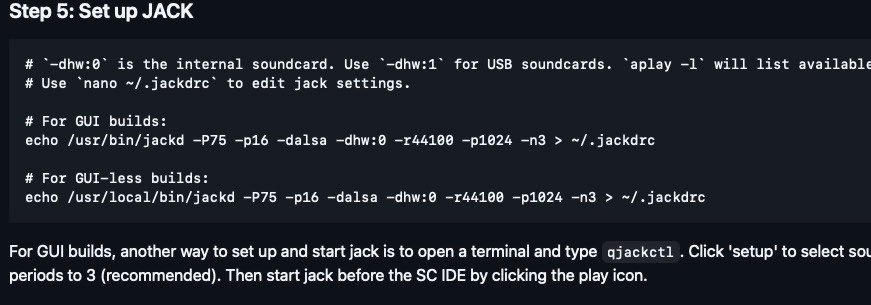 Step 5: Set up JACK
# `-dhw:0` is the internal soundcard. Use `-dhw:1` for USB soundcards. `aplay -l` will list available
# Use `nano ~/.jackdrc` to edit jack settings.
# For GUI builds:
echo /usr/bin/jackd -P75 -p16 -dalsa -dhw:0 -r44100 -p1024 -n3 > ~/.jackdrc
# For GUI-less builds:
echo /usr/local/bin/jackd -P75 -p16 -dalsa -dhw:0 -r44100 -p1024 -n3 > ~/.jackdrc
For GUI builds, another way to set up and start jack is to open a terminal and type qjackctl. Click 'setup' to select sou
periods to 3 (recommended). Then start jack before the SC IDE by clicking the play icon.